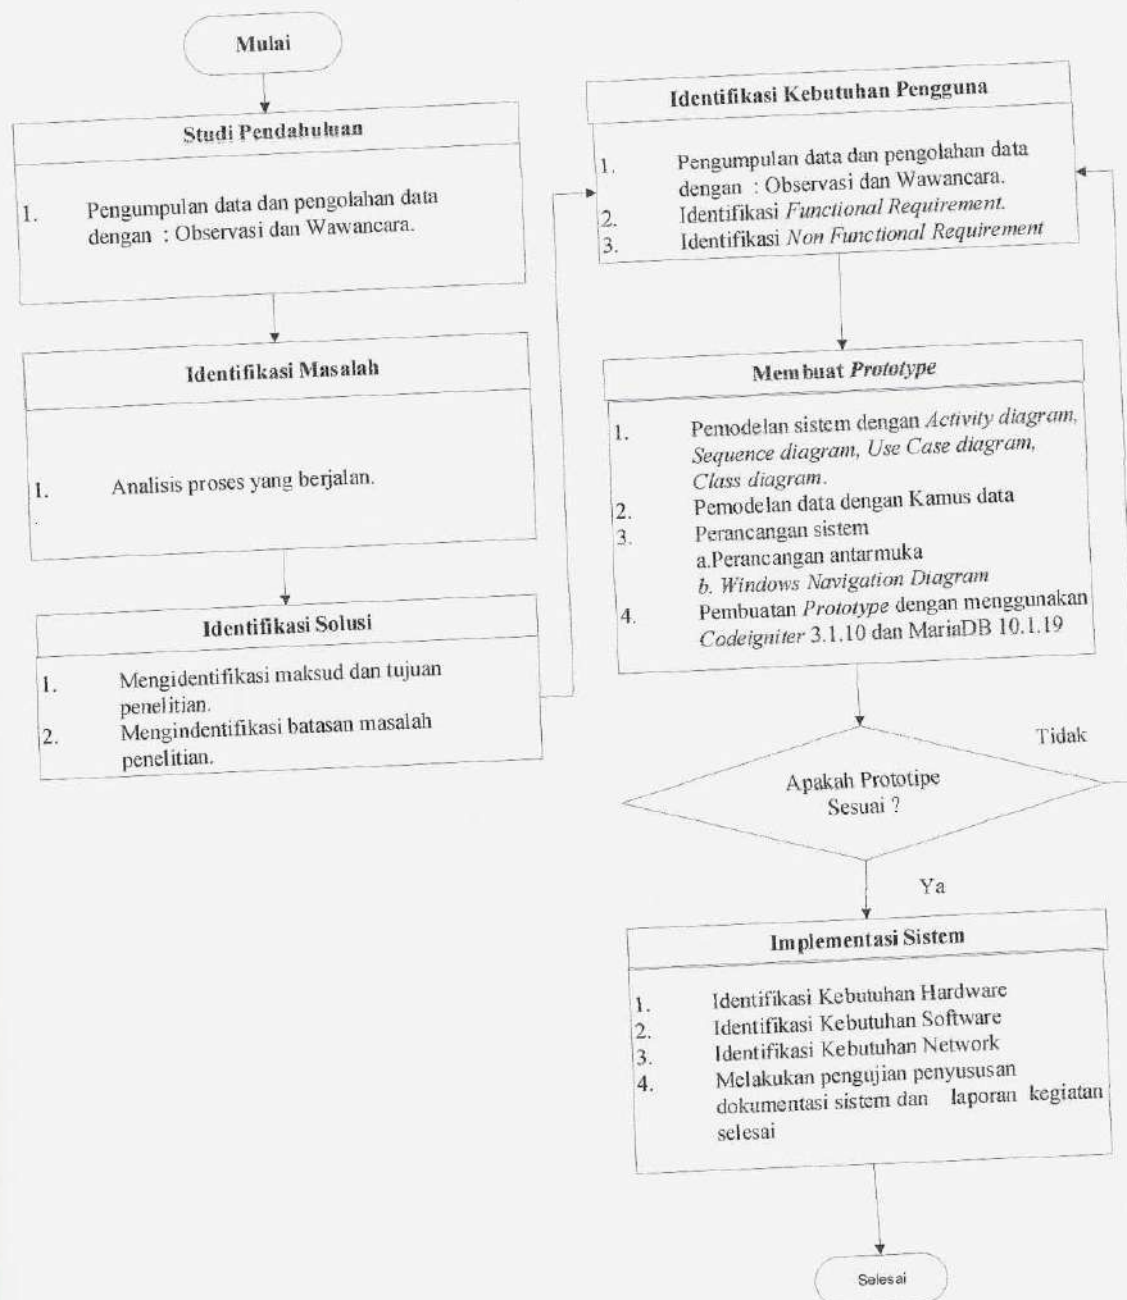 Mulai
Studi Pendahuluan
1. Pengumpulan data dan pengolahan data
dengan : Observasi dan Wawancara.
Identifikasi Masalah
1. Analisis proses yang berjalan.
.
Identifikasi Solusi
1. Mengidentifikasi maksud dan tujuan
penelitian.
2. Mengindentifikasi batasan masalah
penelitian.
Identifikasi Kebutuhan Pengguna
1. Pengumpulan data dan pengolahan data
dengan : Observasi dan Wawancara.
2. Identifikasi Functional Requirement.
3. Identifikasi Non Functional Requirement
Membuat Prototype
1. Pemodelan sistem dengan Activity diagram,
Sequence diagram, Use Case diagram,
Class diagram.
2. Pemodelan data dengan Kamus data
3. Perancangan sistem
a.Perancangan antarmuka
b. Windows Navigation Diagram
4. Pembuatan Prototype dengan menggunakan
Codeigniter 3.1.10 dan MariaDB 10.1.19
Apakah Prototipe
Sesuai ?
Tidak
Ya
Implementasi Sistem
1. Identifikasi Kebutuhan Hardware
2. Identifikasi Kebutuhan Software
3. Identifikasi Kebutuhan Network
4. Melakukan pengujian penyususan
dokumentasi sistem dan laporan kegiatan
selesai
Selesai